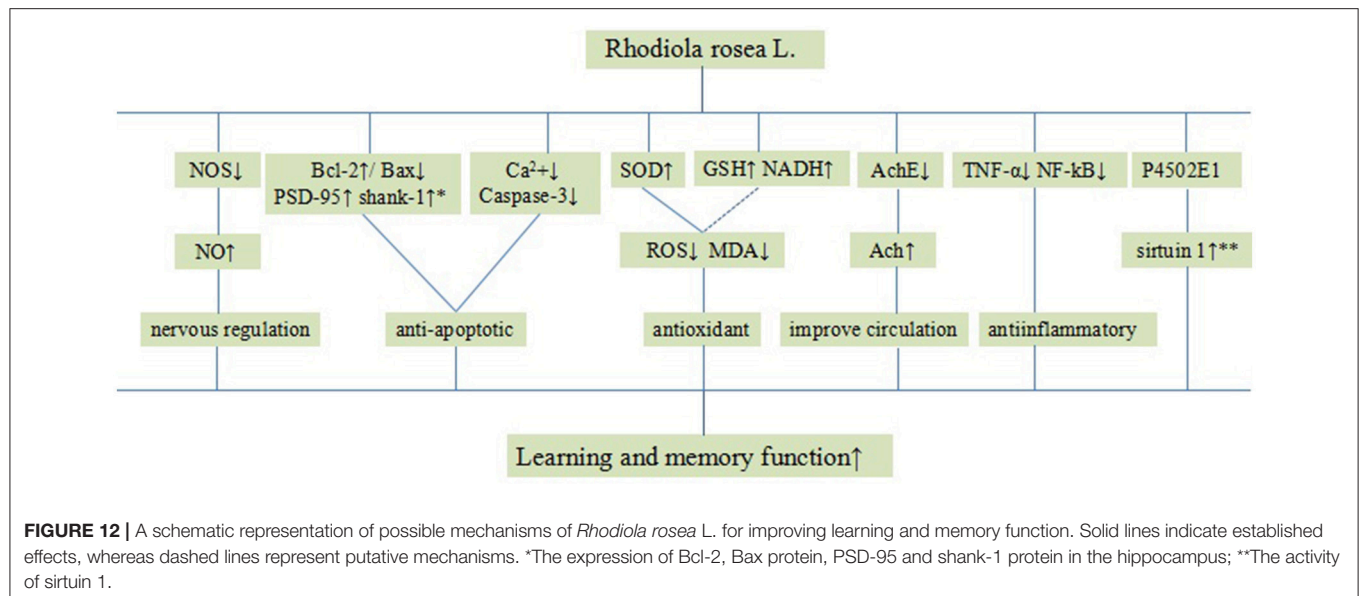 Rhodiola rosea L.
NOS↓
Bcl-2↑/ Bax↓
PSD-95↑ shank-1↑*
Ca²⁺↓
Caspase-3↓
SOD↑
GSH↑ NADH↑
AchE↓
TNF-α↓ NF-kB↓
P4502E1
NO↑
ROS↓ MDA↓
Ach↑
sirtuin 1↑**
nervous regulation
anti-apoptotic
antioxidant
improve circulation
antiinflammatory
Learning and memory function↑
FIGURE 12 | A schematic representation of possible mechanisms of Rhodiola rosea L. for improving learning and memory function. Solid lines indicate established
effects, whereas dashed lines represent putative mechanisms. *The expression of Bcl-2, Bax protein, PSD-95 and shank-1 protein in the hippocampus; **The activity
of sirtuin 1.